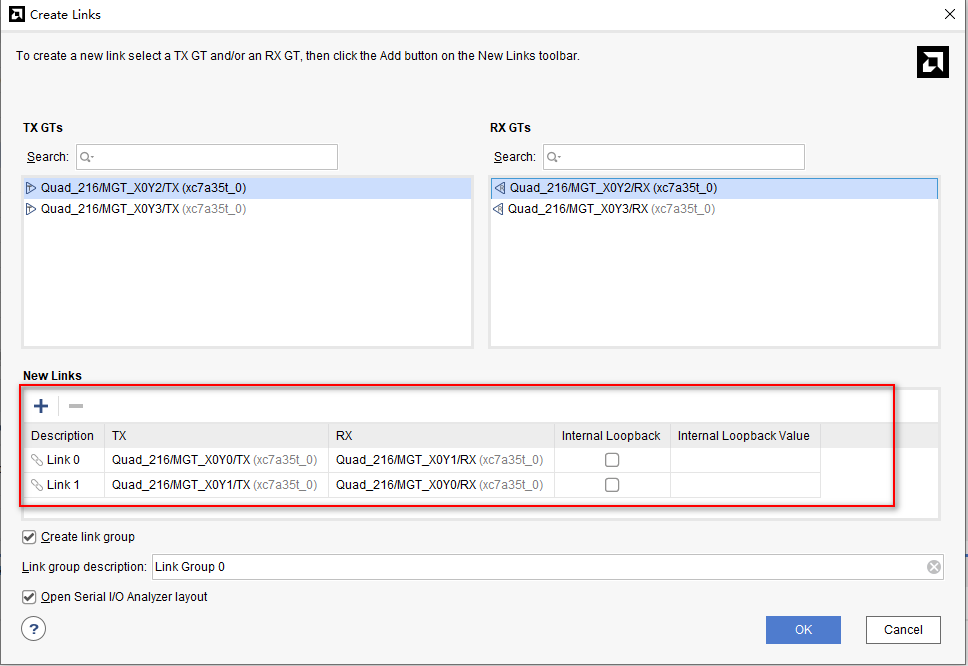 Create Links
To create a new link select a TX GT and/or an RX GT, then click the Add button on the New Links toolbar.
TX GTs
RX GTs
Search:
Search:
Quad_216/MGT_X0Y2/TX (xc7a35t_0)
Quad_216/MGT_X0Y3/TX (xc7a35t_0)
Quad_216/MGT_X0Y2/RX (xc7a35t_0)
Quad_216/MGT_X0Y3/RX (xc7a35t_0)
New Links
Description TX RX Internal Loopback Internal Loopback Value
Link 0 Quad_216/MGT_X0Y0/TX (xc7a35t_0) Quad_216/MGT_X0Y1/RX (xc7a35t_0)
Link 1 Quad_216/MGT_X0Y1/TX (xc7a35t_0) Quad_216/MGT_X0Y0/RX (xc7a35t_0)
Create link group
Link group description: Link Group 0
Open Serial I/O Analyzer layout
?
OK
Cancel